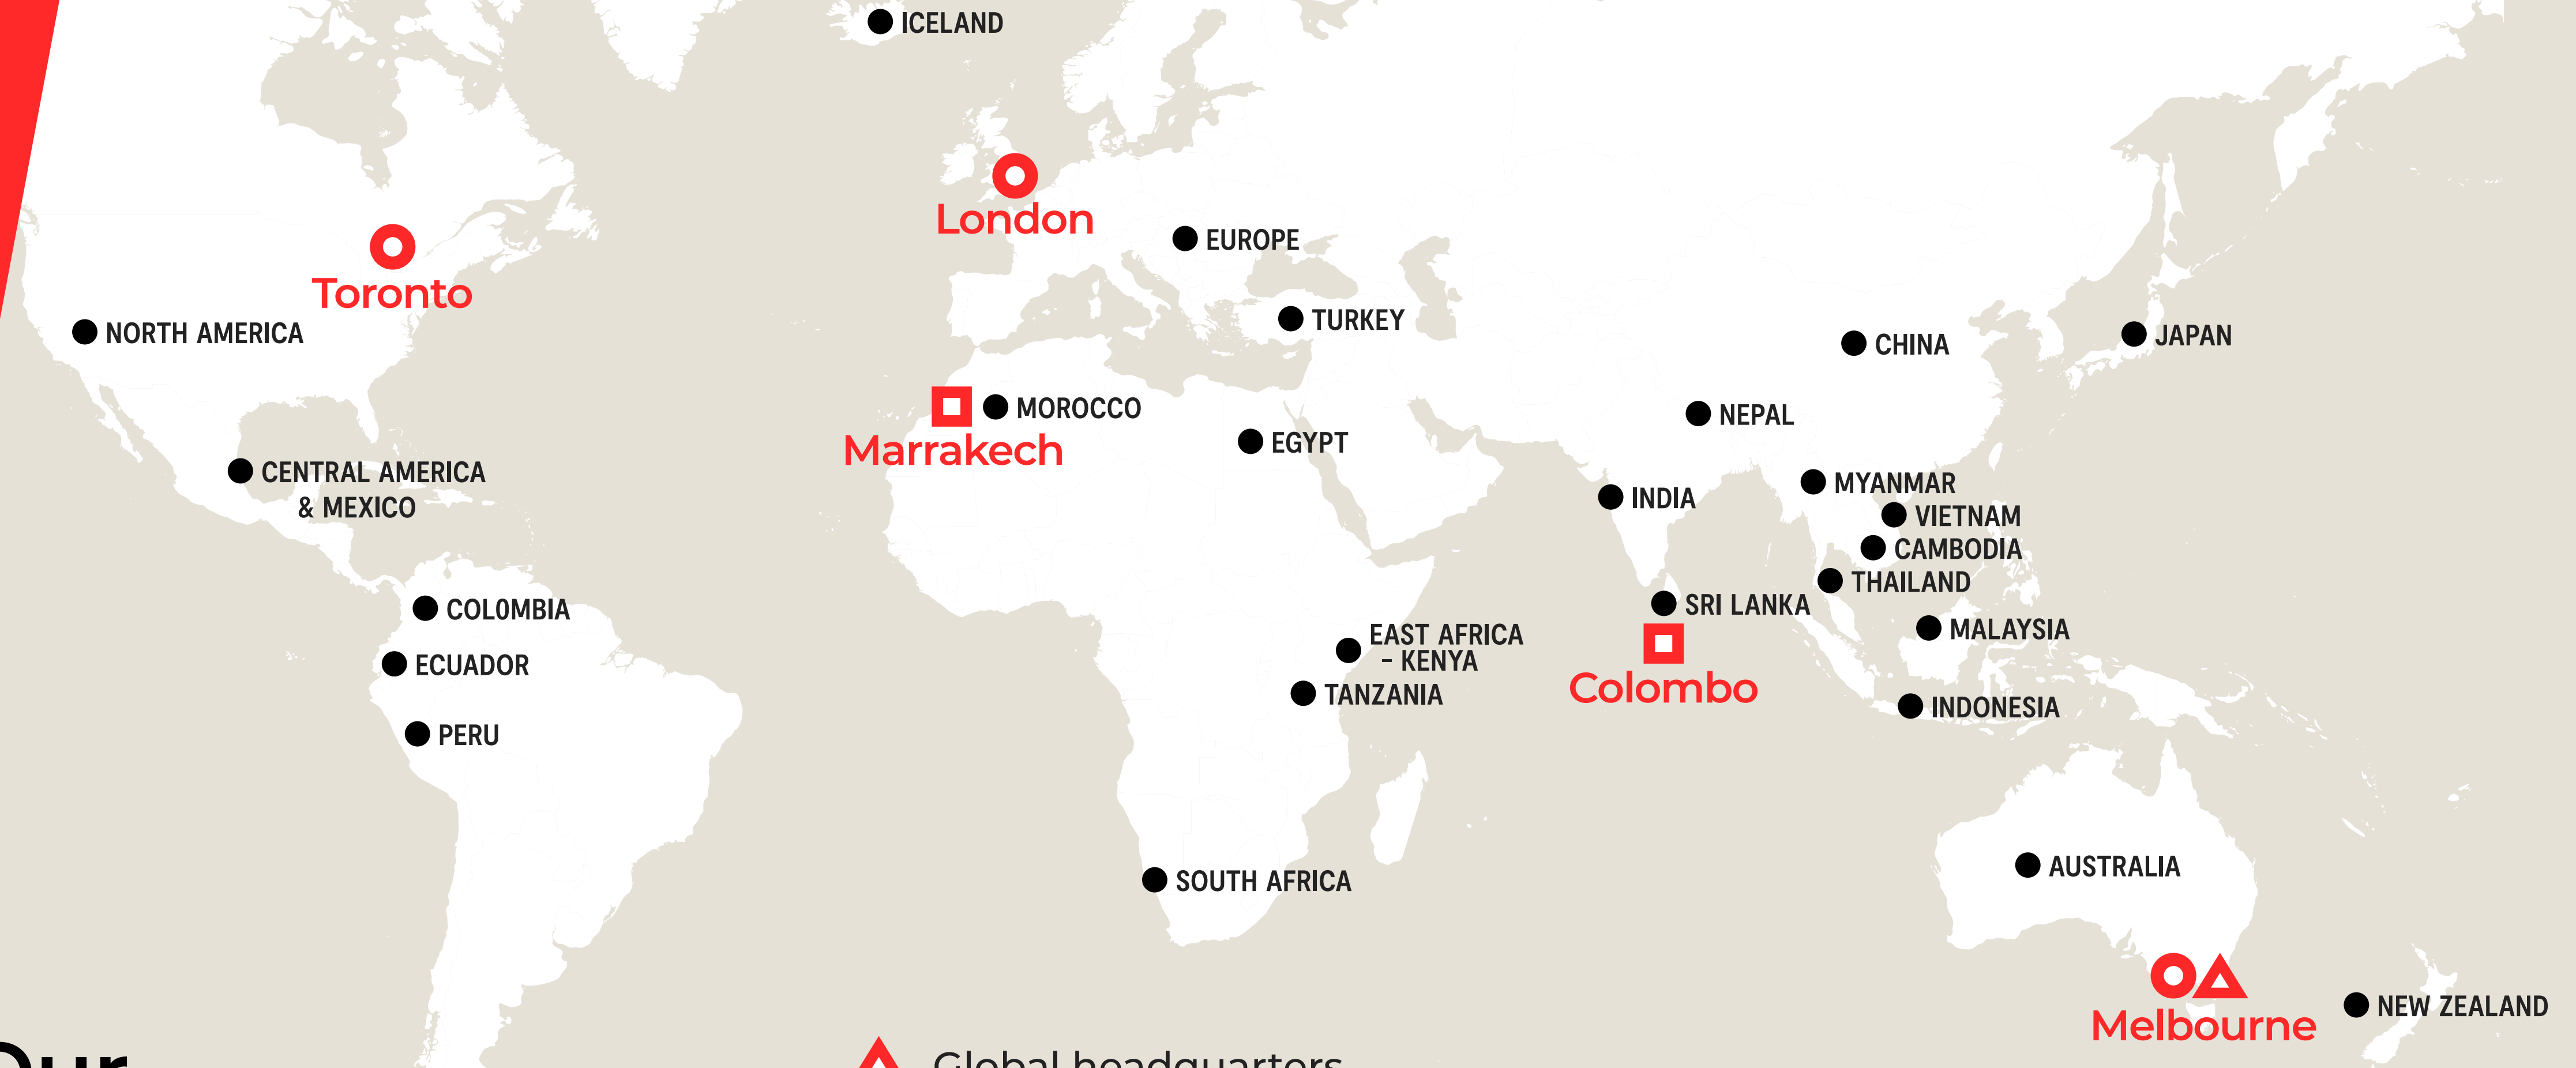 ICELAND
London
EUROPE
Toronto
TURKEY
NORTH AMERICA
CHINA
JAPAN
MOROCCO
Marrakech
NEPAL
EGYPT
CENTRAL AMERICA
& MEXICO
INDIA
MYANMAR
VIETNAM
CAMBODIA
THAILAND
COL0MBIA
SRI LANKA
Colombo
EAST AFRICA
– KENYA
MALAYSIA
ECUADOR
TANZANIA
INDONESIA
PERU
AUSTRALIA
SOUTH AFRICA
Melbourne
NEW ZEALAND
Our
Global headquarters